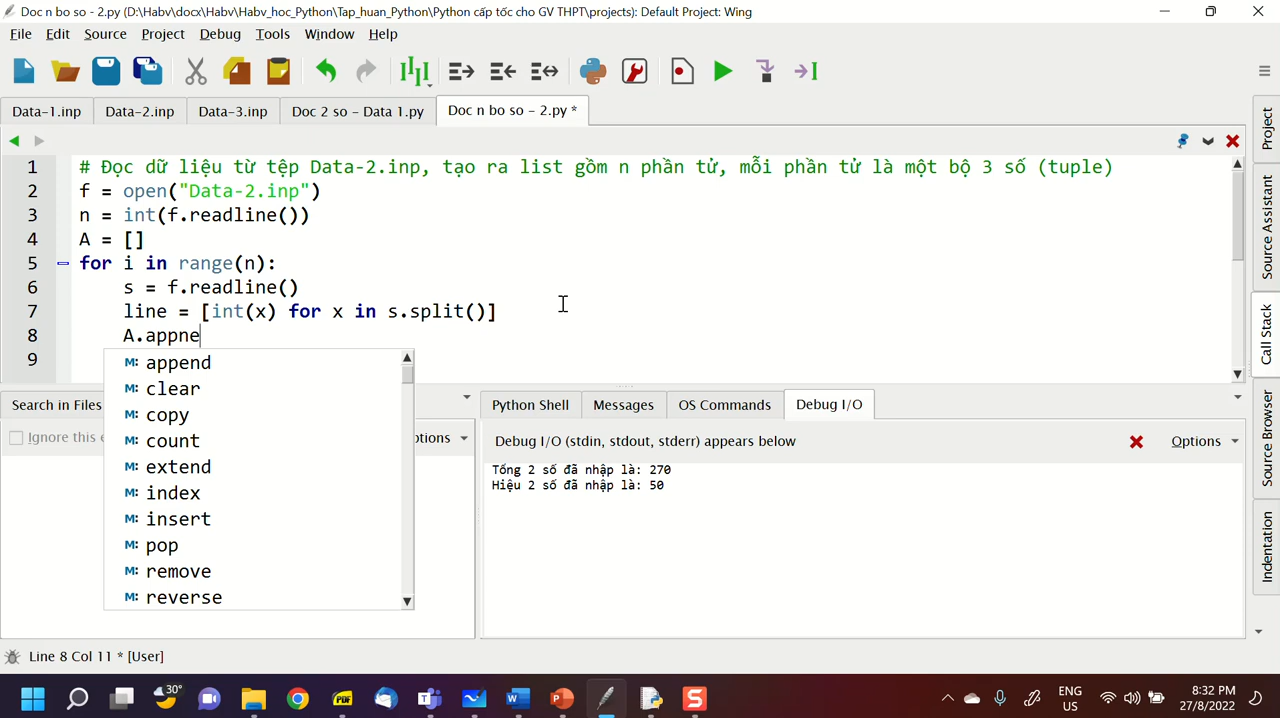 Doc n bo so - 2.py (D:\Habv\docx\Habv\Habv_hoc_Python\Tap_huan_Python\Python cấp tốc cho GV THPT\projects): Default Project: Wing
File Edit Source Project Debug Tools Window Help
Data-1.inp Data-2.inp Data-3.inp Doc 2 so - Data 1.py Doc n bo so - 2.py *
1 # Đọc dữ liệu từ tệp Data-2.inp, tạo ra list gồm n phần tử, mỗi phần tử là một bộ 3 số (tuple)
2 f = open("Data-2.inp")
3 n = int(f.readline())
4 A = []
5 for i in range(n):
6 s = f.readline()
7 line = [int(x) for x in s.split()]
8 A.appne
9
M: append
M: clear
M: copy
M: count
M: extend
M: index
M: insert
M: pop
M: remove
M: reverse
Search in Files
Ignore this e
ptions
Python Shell Messages OS Commands Debug I/O
Debug I/O (stdin, stdout, stderr) appears below
Options
Tổng 2 số đã nhập là: 270
Hiệu 2 số đã nhập là: 50
Project
Source Assistant
Call Stack
Source Browser
Indentation
Line 8 Col 11 * [User]
30°
PDF
ENG
US
8:32 PM
27/8/2022